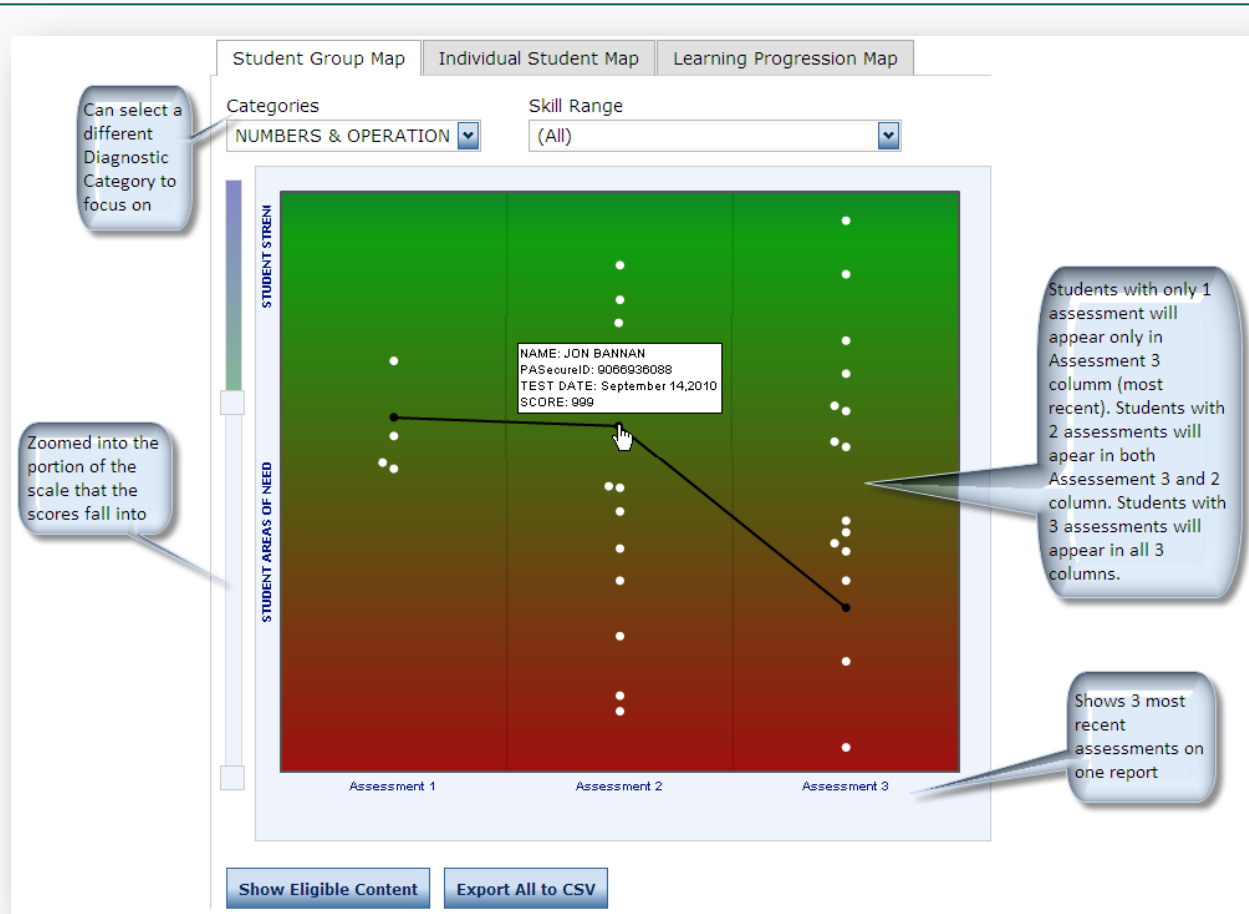 Student Group Map
Individual Student Map
Learning Progression Map
Can select a
different
Diagnostic
Category to
focus on
Categories
NUMBERS & OPERATION
Skill Range
(All)
STUDENT STRENG
STUDENT AREAS OF NEED
NAME: JON BANNAN
PASecureID: 9066936088
TEST DATE: September 14,2010
SCORE: 999
Zoomed into the
portion of the
scale that the
scores fall into
Students with only 1
assessment will
appear only in
Assessment 3
columm (most
recent). Students with
2 assessments will
apear in both
Assessement 3 and 2
column. Students with
3 assessments will
appear in all 3
columns.
Shows 3 most
recent
assessments on
one report
Assessment 1
Assessment 2
Assessment 3
Show Eligible Content
Export All to CSV